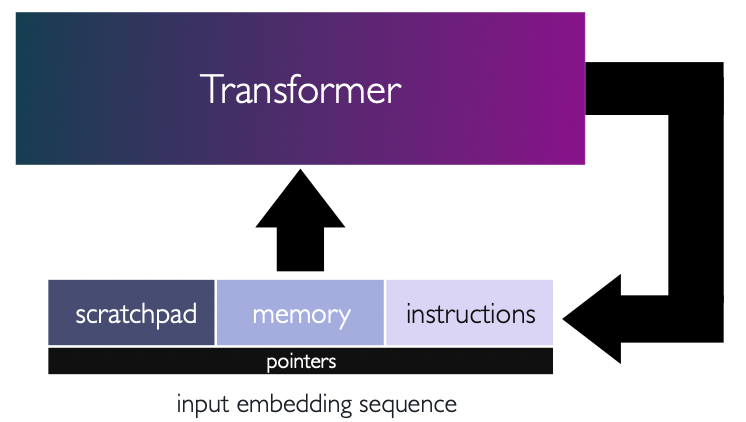 Transformer
scratchpad memory instructions
pointers
input embedding sequence